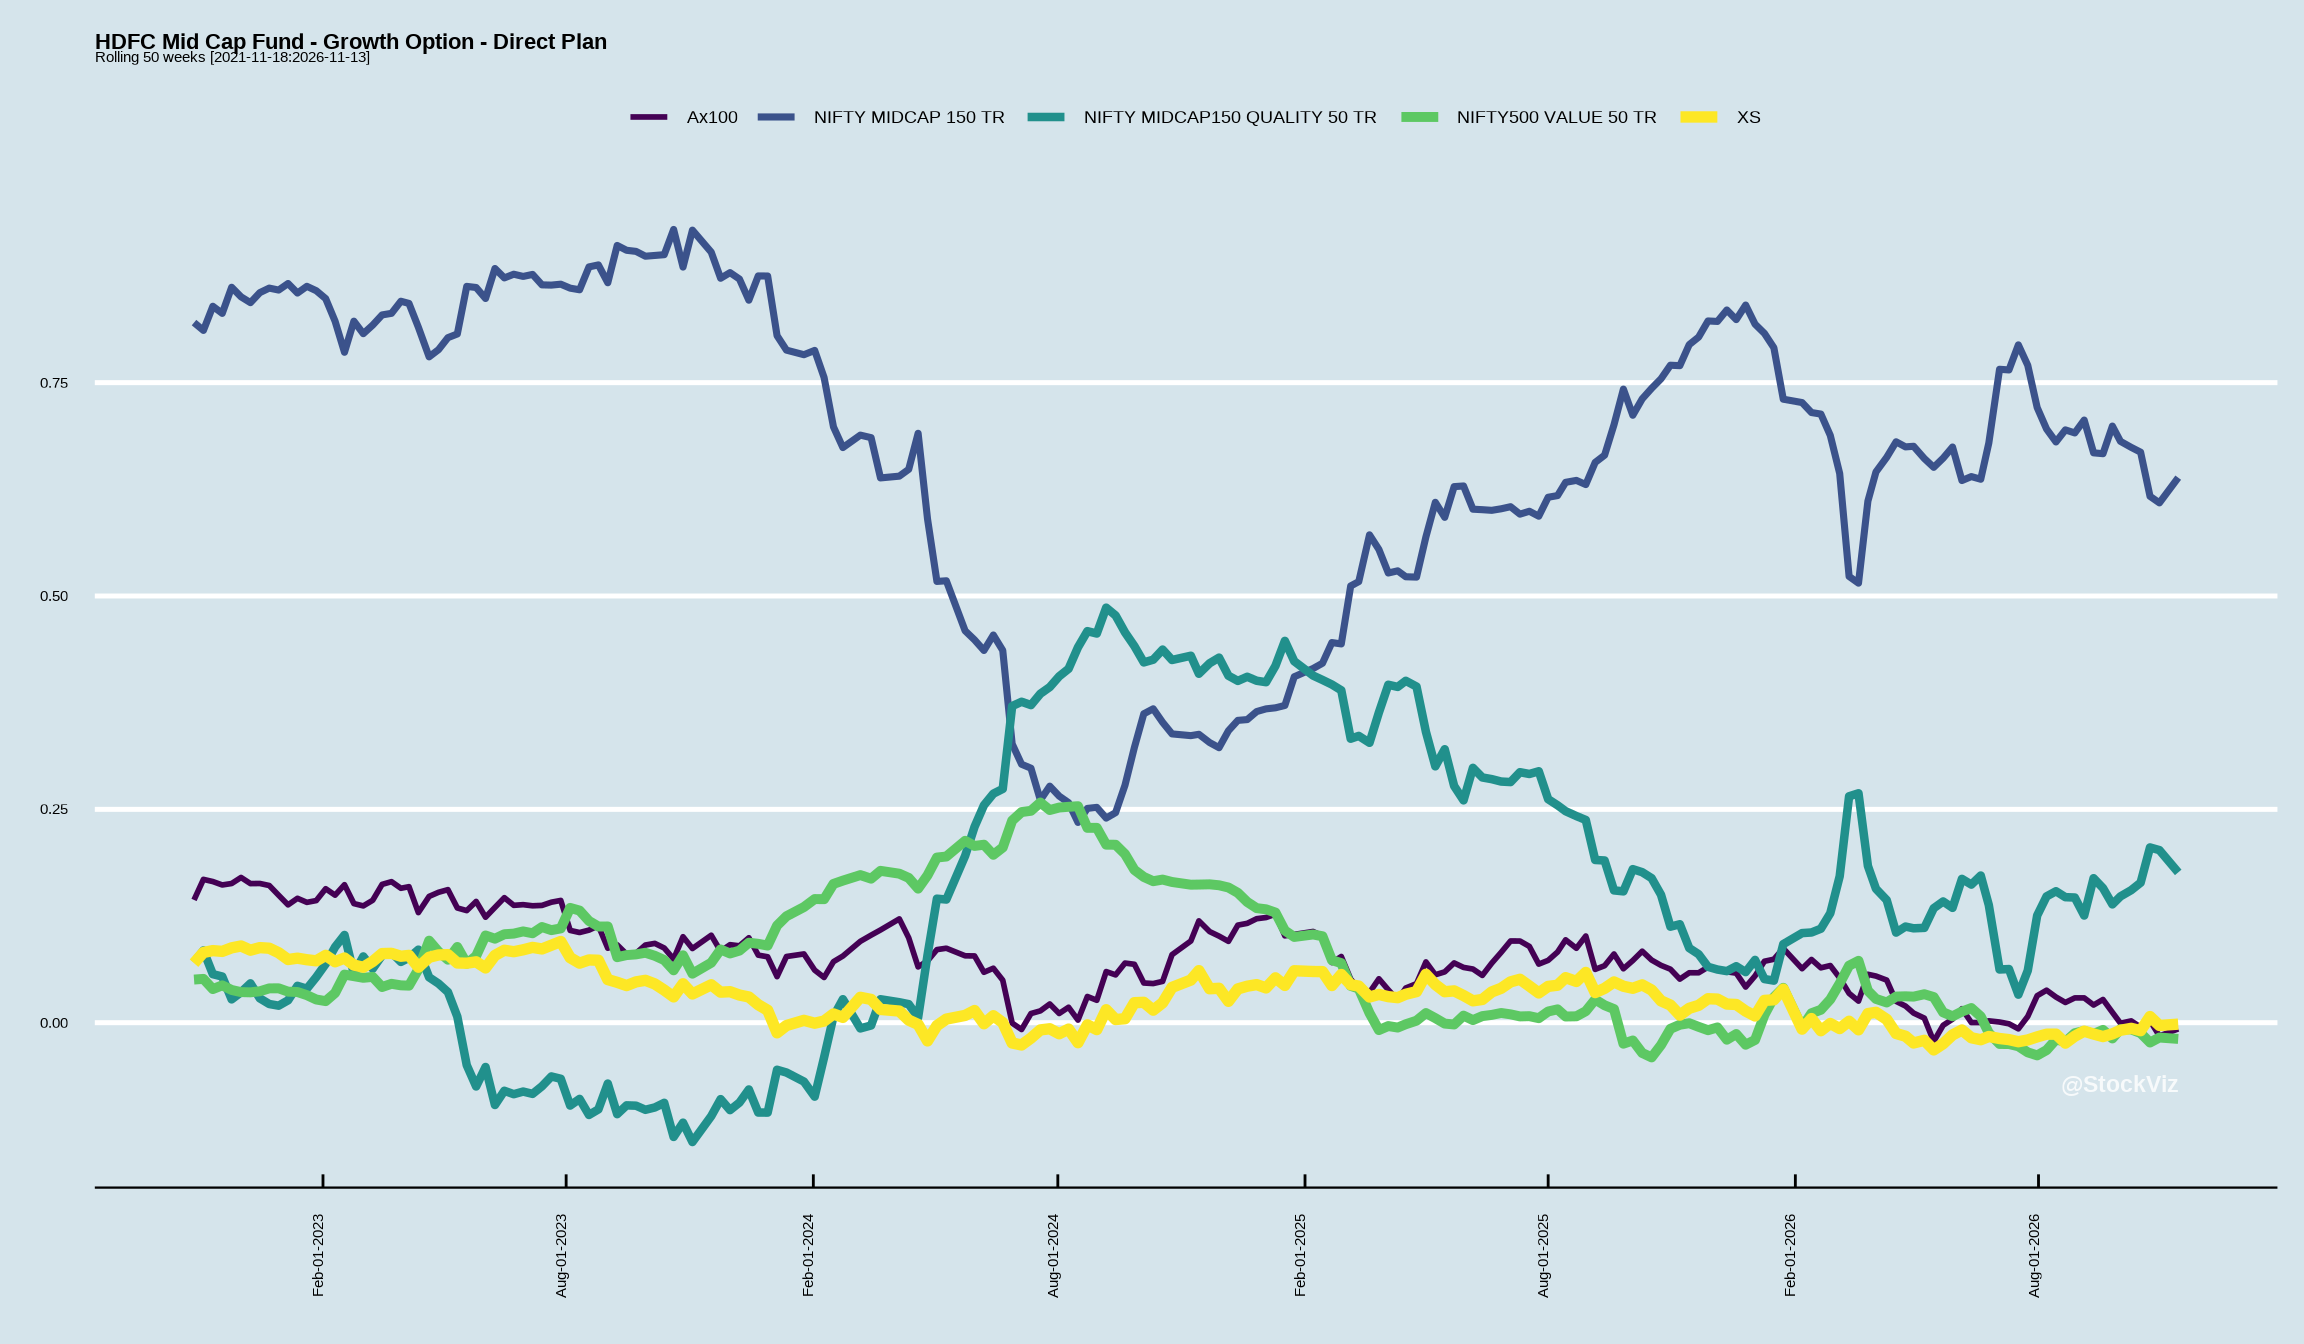 HDFC Mid Cap Fund - Growth Option - Direct Plan
Rolling 50 weeks [2021-11-18:2026-11-13]
Ax100 NIFTY MIDCAP 150 TR NIFTY MIDCAP150 QUALITY 50 TR NIFTY500 VALUE 50 TR XS
0.75
0.50
0.25
0.00
@StockViz
Feb-01-2023
Aug-01-2023
Feb-01-2024
Aug-01-2024
Feb-01-2025
Aug-01-2025
Feb-01-2026
Aug-01-2026